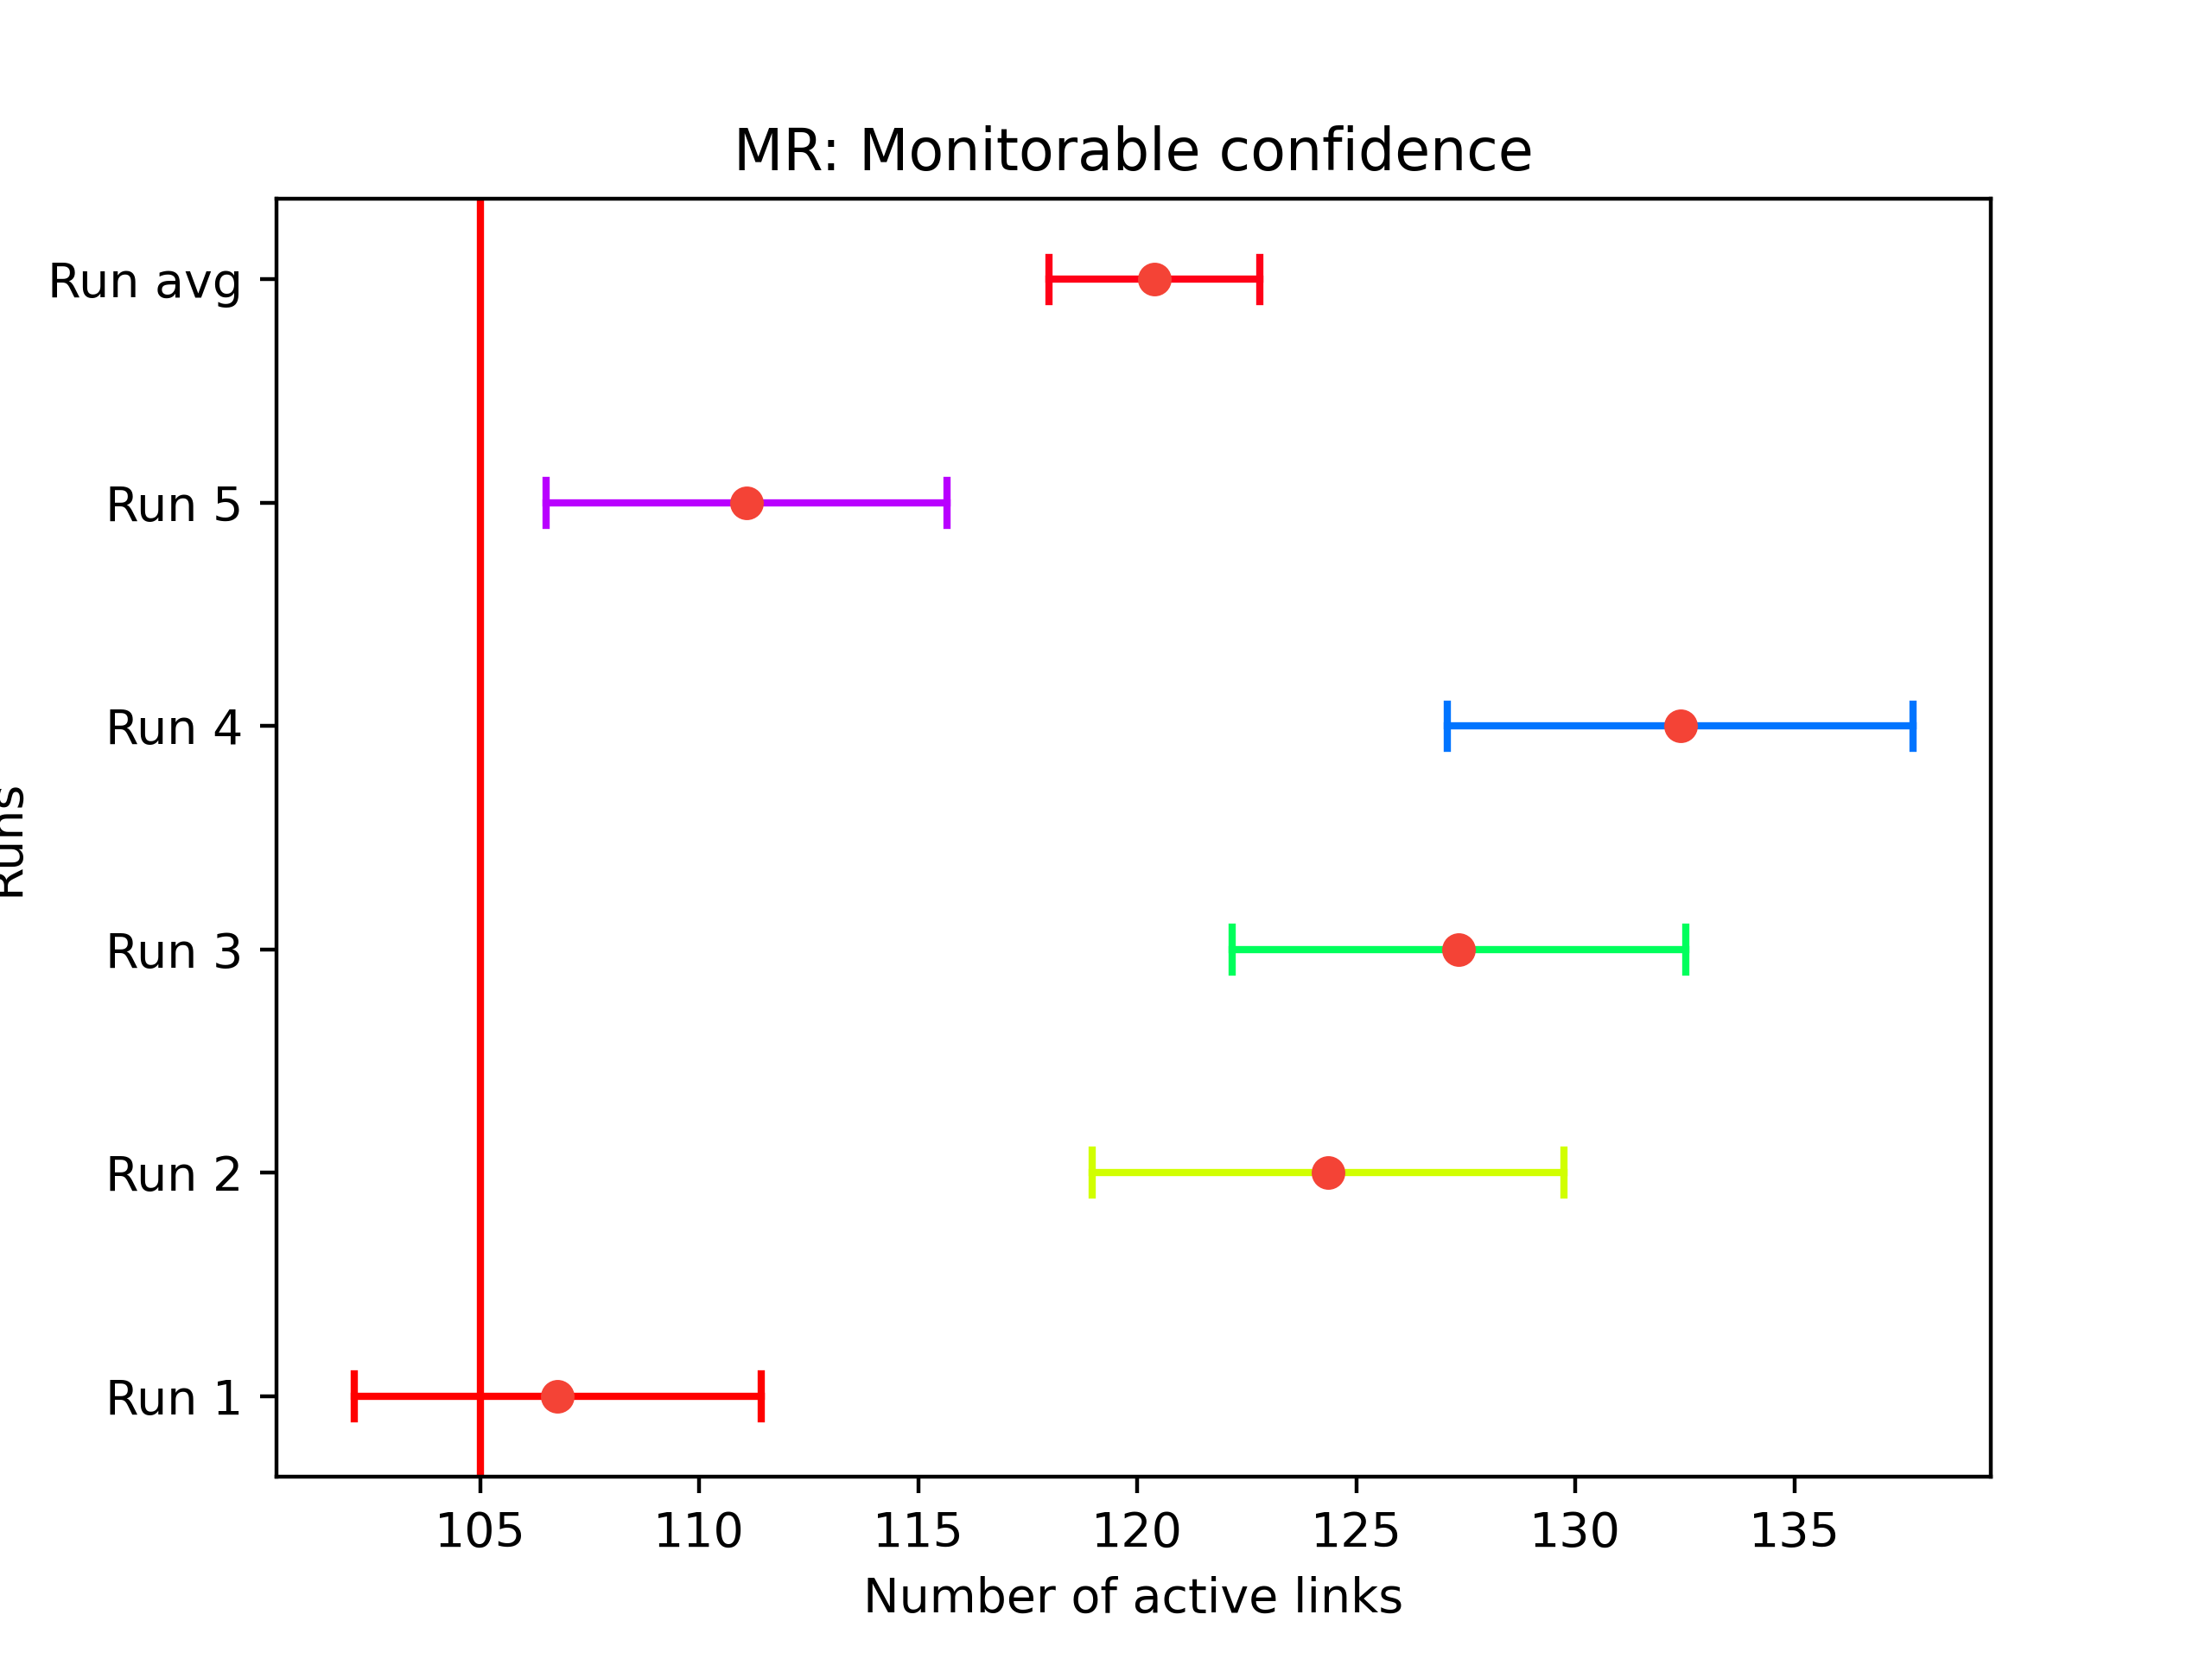 MR: Monitorable confidence
Run avg
Run 5
Run 4
Run 3
Run 2
Run 1
Runs
105 110 115 120 125 130 135
Number of active links